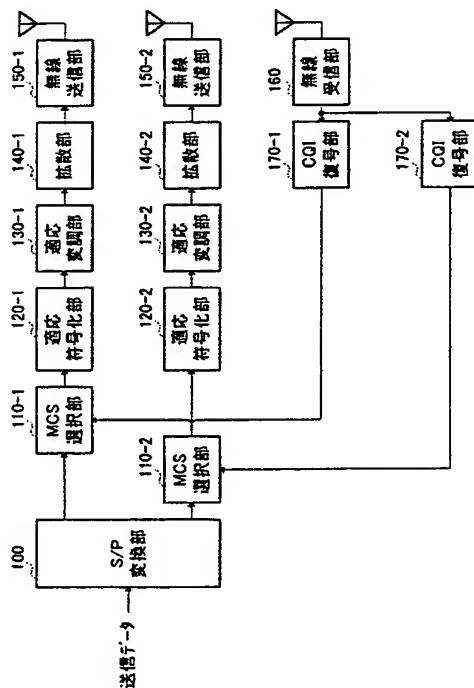 150-1
無線
送信部
150-2
無線
送信部
160
無線
受信部
140-1
拡散部
140-2
拡散部
170-1
CQI
復号部
170-2
CQI
復号部
130-1
適応
変調部
130-2
適応
変調部
120-1
適応
符号化部
120-2
適応
符号化部
110-1
MCS
選択部
110-2
MCS
選択部
100
S/P
変換部
送信データ